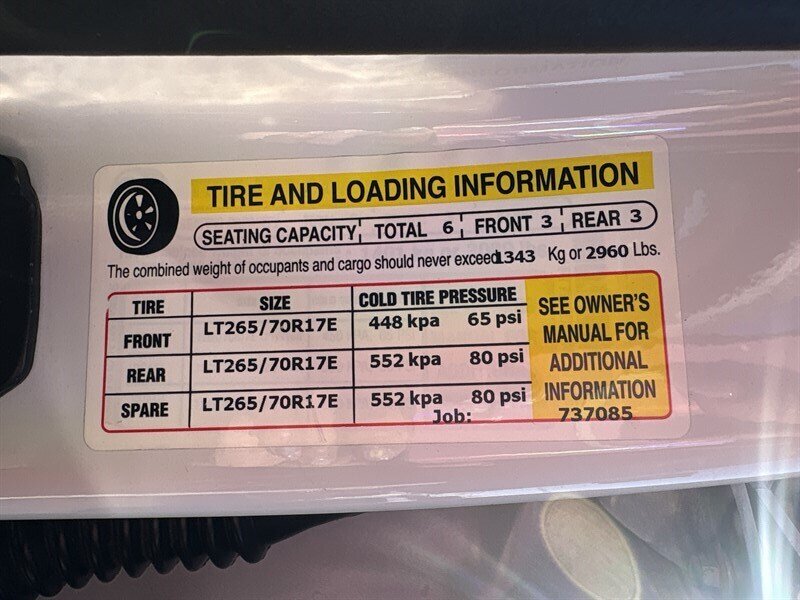 TIRE AND LOADING INFORMATION
SEATING CAPACITY TOTAL 6 FRONT 3 REAR 3
The combined weight of occupants and cargo should never exceed 1343 Kg or 2960 Lbs.
TIRE SIZE COLD TIRE PRESSURE
FRONT LT265/70R17E 448 kpa 65 psi
REAR LT265/70R17E 552 kpa 80 psi
SPARE LT265/70R17E 552 kpa 80 psi
SEE OWNER'S
MANUAL FOR
ADDITIONAL
INFORMATION
Job: 737085